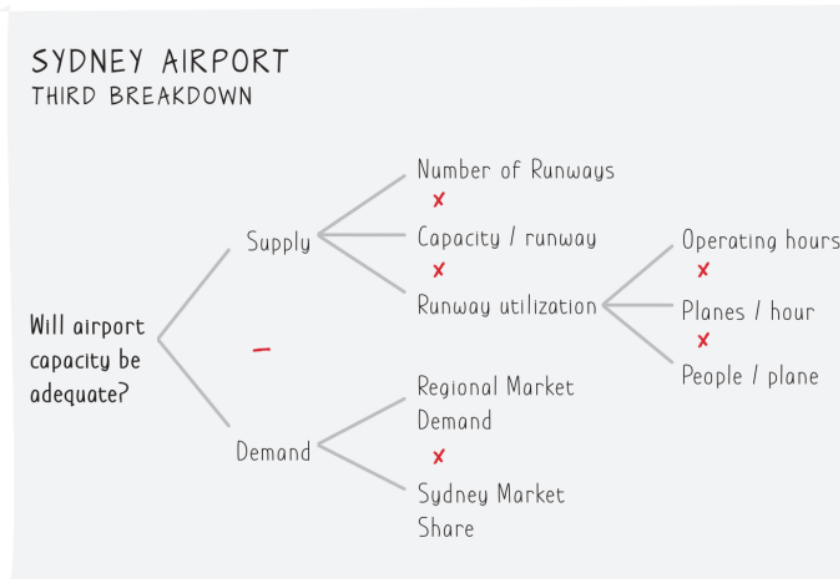 SYDNEY AIRPORT
THIRD BREAKDOWN
Number of Runways
x
Supply
Capacity / runway
Operating hours
x
x
Runway utilization
Planes / hour
Will airport
capacity be
adequate?
–
x
People / plane
Regional Market
Demand
Demand
x
Sydney Market
Share